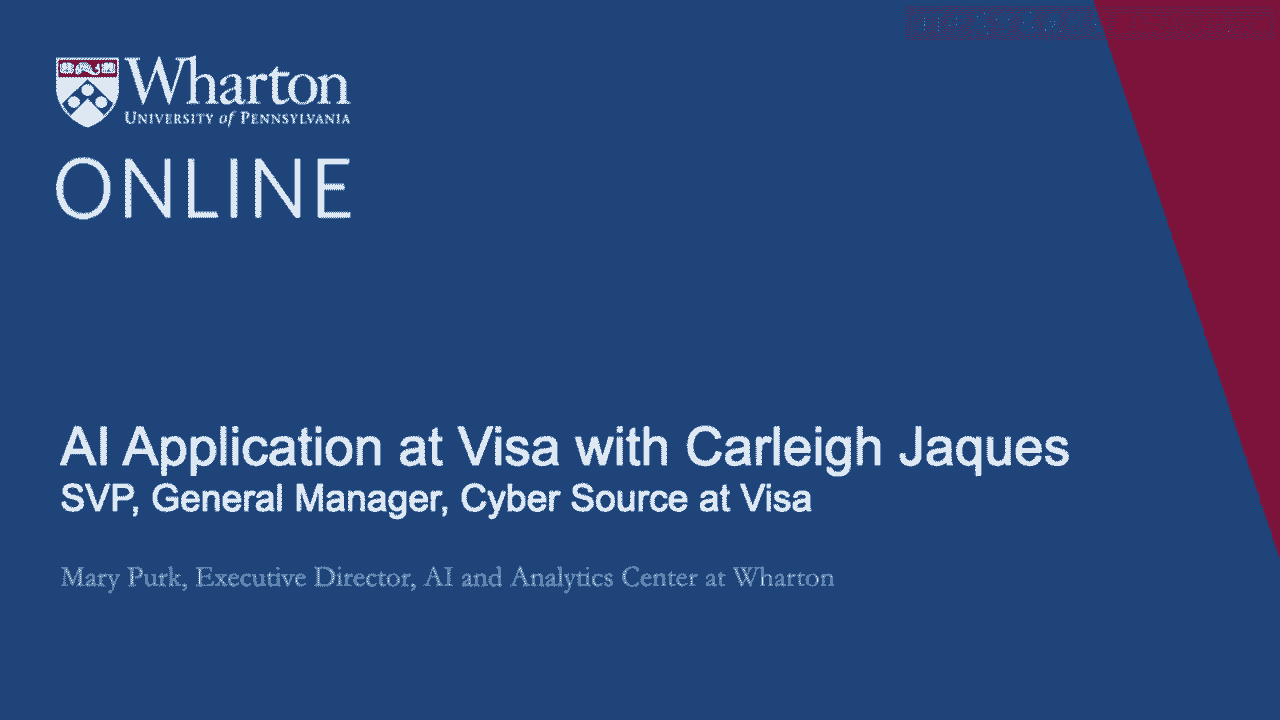 Wharton
UNIVERSITY of PENNSYLVANIA
ONLINE
AI Application at Visa with Carleigh Jaques
SVP, General Manager, Cyber Source at Visa
Mary Purk, Executive Director, AI and Analytics Center at Wharton